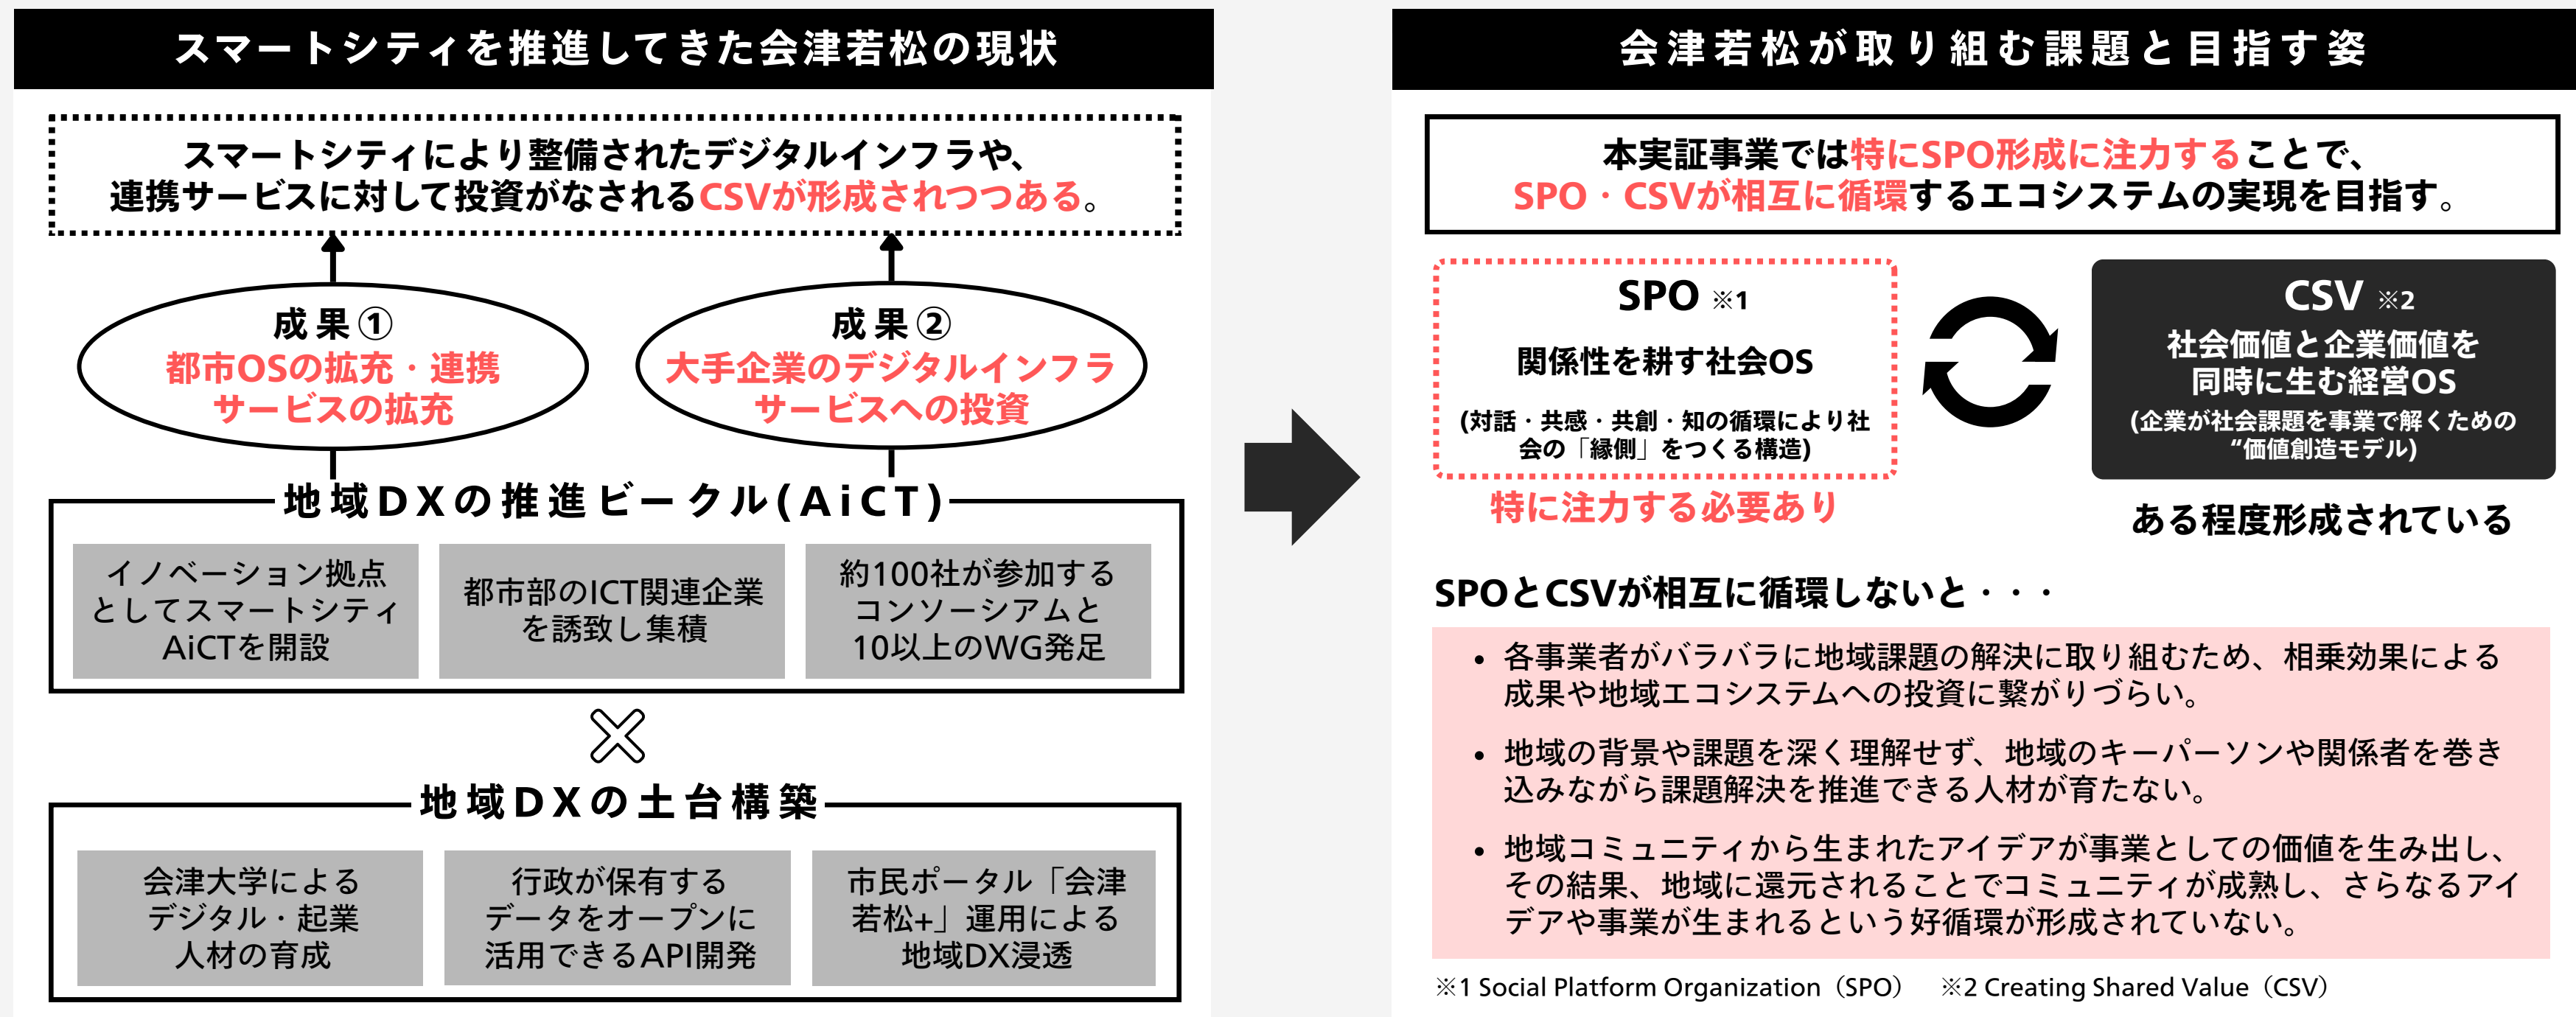 スマートシティを推進してきた会津若松の現状
スマートシティにより整備されたデジタルインフラや、
連携サービスに対して投資がなされるCSVが形成されつつある。
成果①
都市OSの拡充・連携
サービスの拡充
成果②
大手企業のデジタルインフラ
サービスへの投資
地域DXの推進ビークル(AiCT)
イノベーション拠点
としてスマートシティ
AiCTを開設
都市部のICT関連企業
を誘致し集積
約100社が参加する
コンソーシアムと
10以上のWG発足
地域DXの土台構築
会津大学による
デジタル・起業
人材の育成
行政が保有する
データをオープンに
活用できるAPI開発
市民ポータル「会津
若松+」運用による
地域DX浸透
会津若松が取り組む課題と目指す姿
本実証事業では特にSPO形成に注力することで、
SPO・CSVが相互に循環するエコシステムの実現を目指す。
SPO ※1
関係性を耕す社会OS
(対話・共感・共創・知の循環により社
会の「縁側」をつくる構造)
特に注力する必要あり
CSV ※2
社会価値と企業価値を
同時に生む経営OS
(企業が社会課題を事業で解くための
“価値創造モデル)
ある程度形成されている
SPOとCSVが相互に循環しないと・・・
• 各事業者がバラバラに地域課題の解決に取り組むため、相乗効果による
成果や地域エコシステムへの投資に繋がりづらい。
• 地域の背景や課題を深く理解せず、地域のキーパーソンや関係者を巻き
込みながら課題解決を推進できる人材が育たない。
• 地域コミュニティから生まれたアイデアが事業としての価値を生み出し、
その結果、地域に還元されることでコミュニティが成熟し、さらなるアイ
デアや事業が生まれるという好循環が形成されていない。
※1 Social Platform Organization（SPO） ※2 Creating Shared Value（CSV）